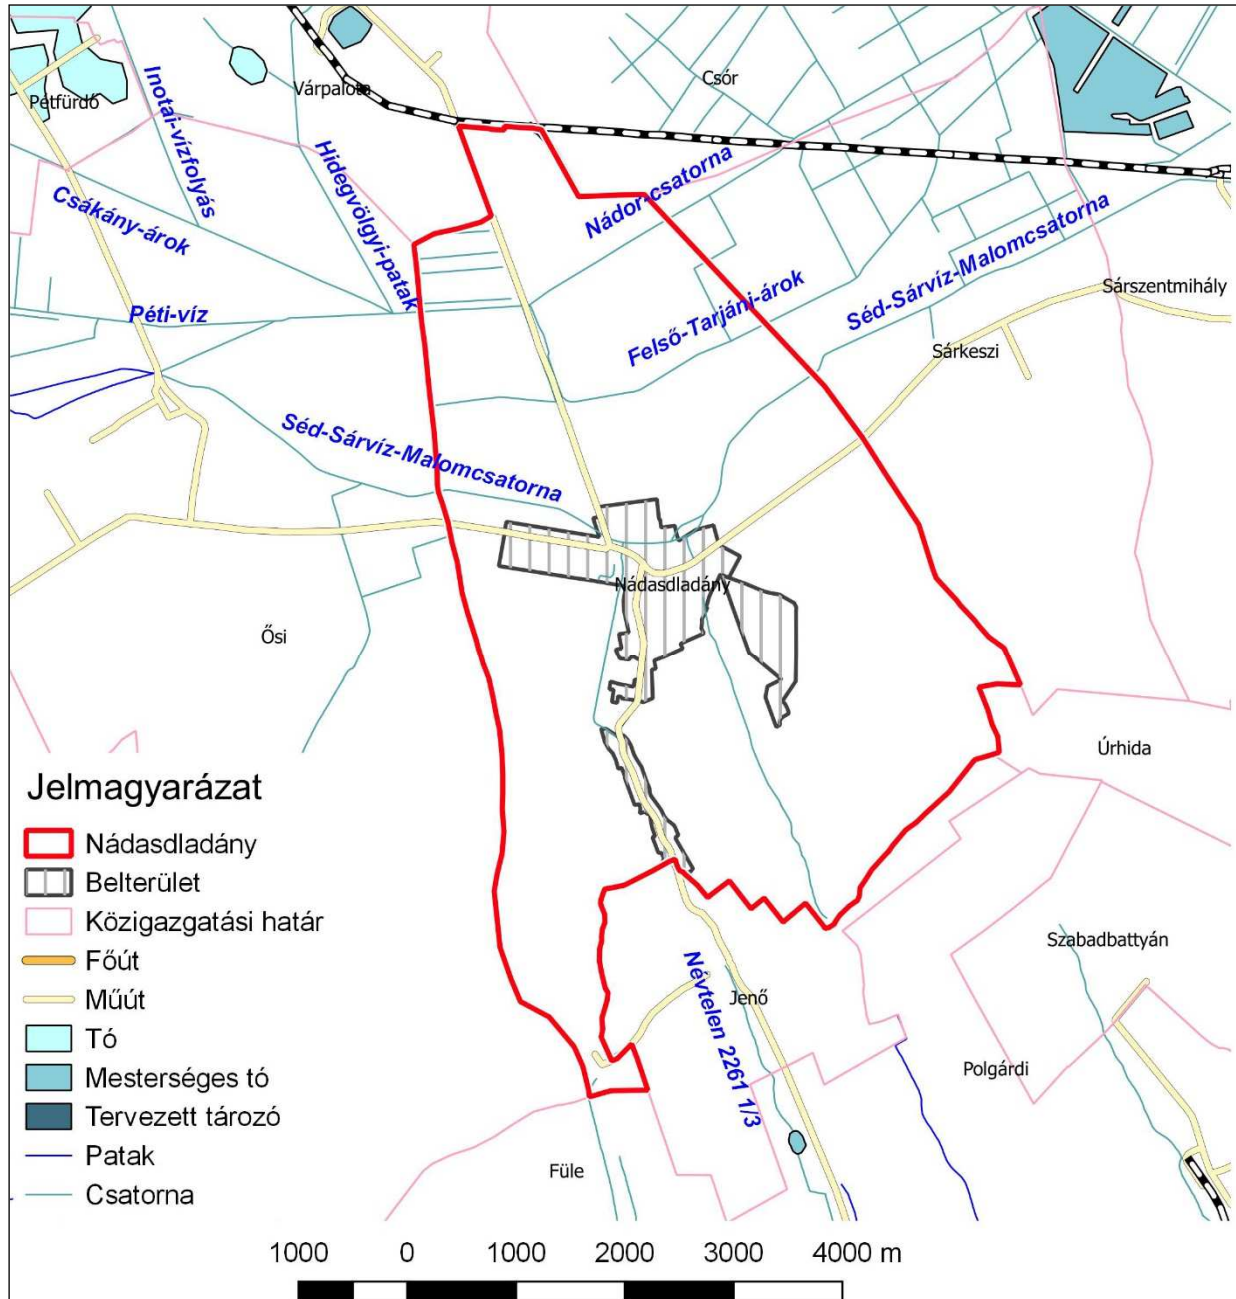 Csór
Várpalota
Pétfürdő
Inotai-vízfolyás
Hidegvölgyi-patak
Nádor-csatorna
Csákány-árok
Séd-Sárvíz-Malomcsatorna
Sárszentmihály
Péti-víz
Felső-Tarjáni-árok
Sárkeszi
Séd-Sárvíz-Malomcsatorna
Nádasdladány
Ősi
Úrhida
Szabadbattyán
Jenő
Névtelen 2261 1/3
Polgárdi
Füle
Jelmagyarázat
Nádasdladány
Belterület
Közigazgatási határ
Főút
Műút
Tó
Mesterséges tó
Tervezett tározó
Patak
Csatorna
1000 0 1000 2000 3000 4000 m